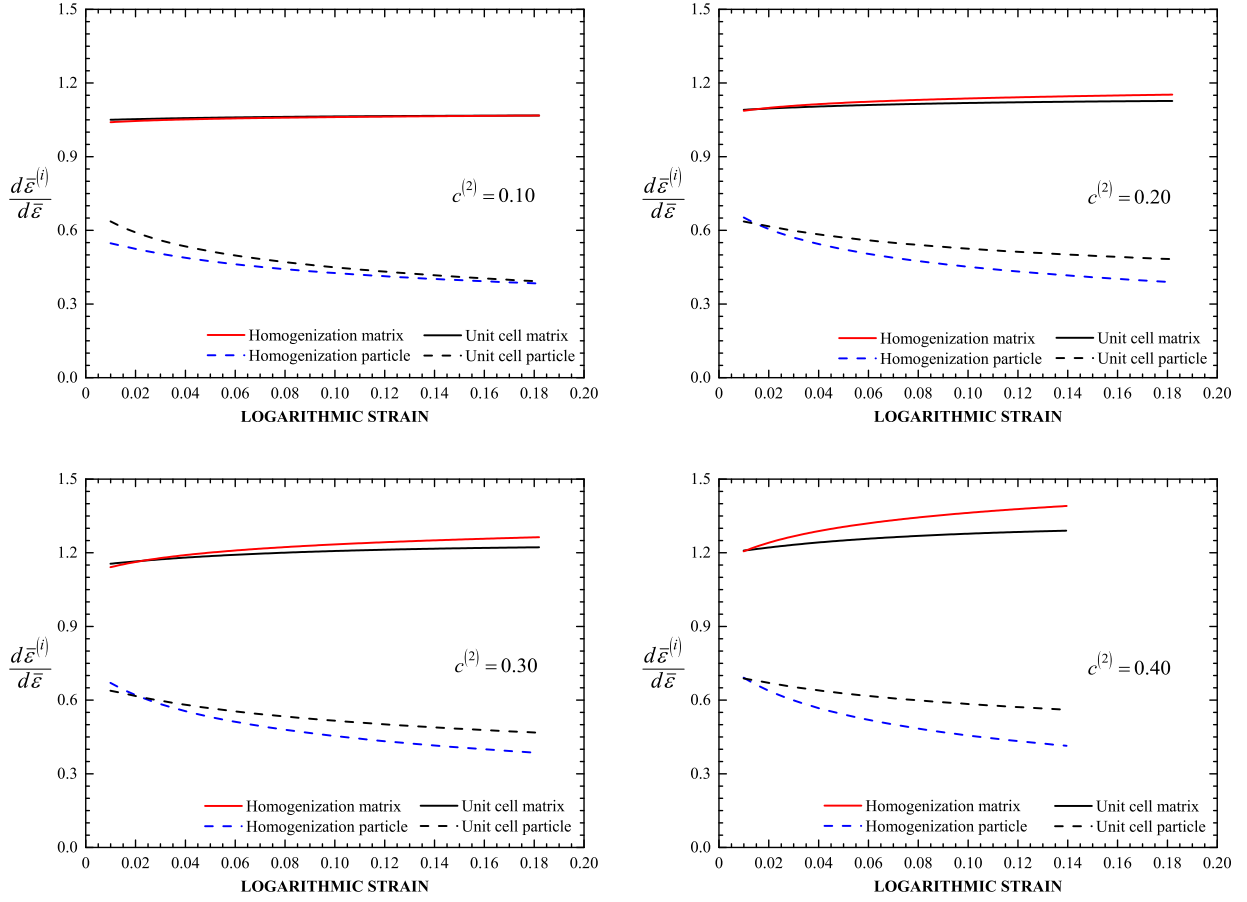 1.5
1.2
0.9
0.6
0.3
0.0
dε̄⁽ⁱ⁾
dε̄
c⁽²⁾ = 0.10
Homogenization matrix Unit cell matrix
Homogenization particle Unit cell particle
0 0.02 0.04 0.06 0.08 0.10 0.12 0.14 0.16 0.18 0.20
LOGARITHMIC STRAIN
1.5
1.2
0.9
0.6
0.3
0.0
dε̄⁽ⁱ⁾
dε̄
c⁽²⁾ = 0.20
Homogenization matrix Unit cell matrix
Homogenization particle Unit cell particle
0 0.02 0.04 0.06 0.08 0.10 0.12 0.14 0.16 0.18 0.20
LOGARITHMIC STRAIN
1.5
1.2
0.9
0.6
0.3
0.0
dε̄⁽ⁱ⁾
dε̄
c⁽²⁾ = 0.30
Homogenization matrix Unit cell matrix
Homogenization particle Unit cell particle
0 0.02 0.04 0.06 0.08 0.10 0.12 0.14 0.16 0.18 0.20
LOGARITHMIC STRAIN
1.5
1.2
0.9
0.6
0.3
0.0
dε̄⁽ⁱ⁾
dε̄
c⁽²⁾ = 0.40
Homogenization matrix Unit cell matrix
Homogenization particle Unit cell particle
0 0.02 0.04 0.06 0.08 0.10 0.12 0.14 0.16 0.18 0.20
LOGARITHMIC STRAIN